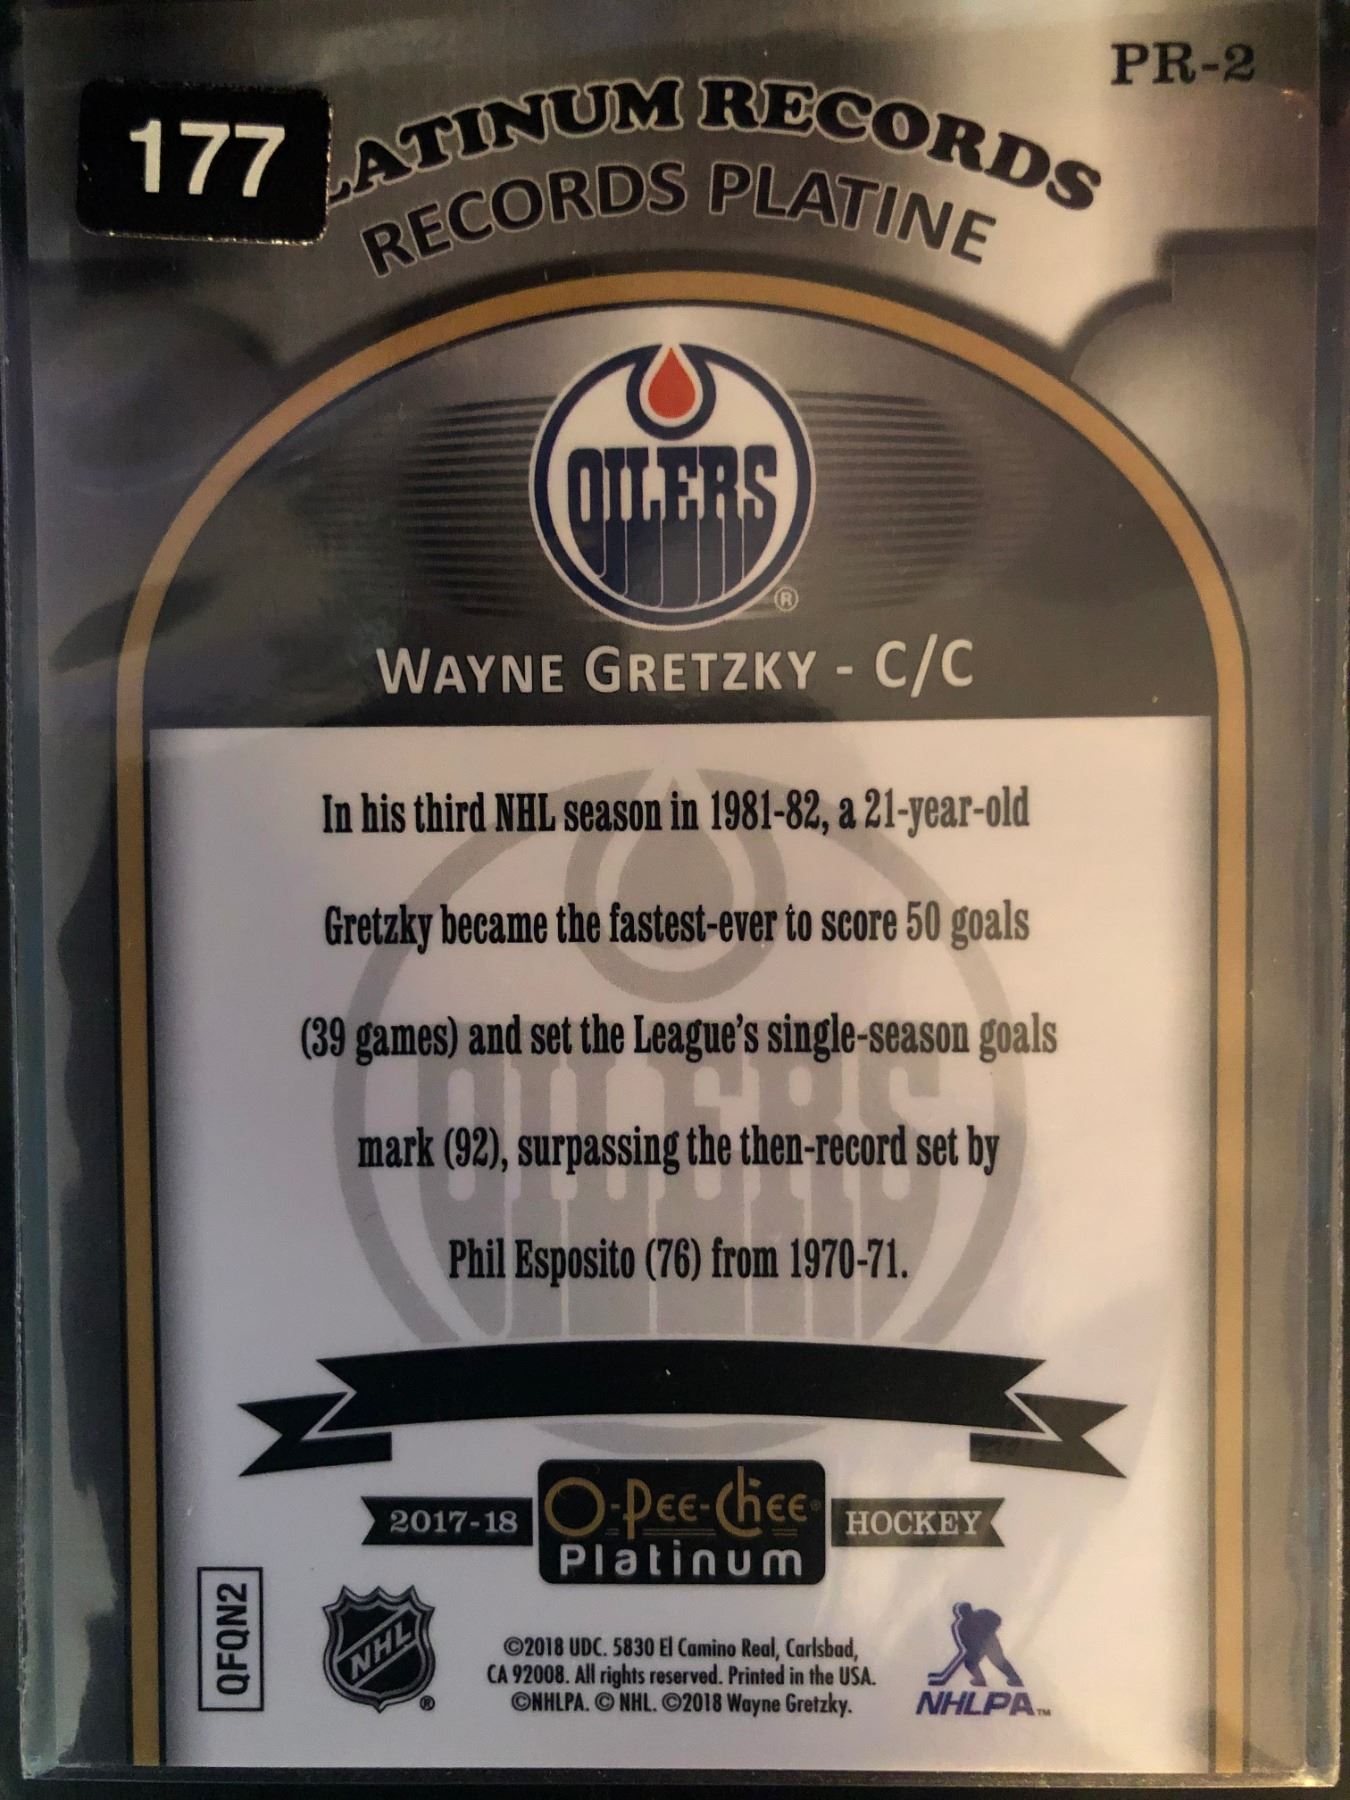 PR-2
177
LATINUM RECORDS
RECORDS PLATINE
OILERS
®
WAYNE GRETZKY - C/C
In his third NHL season in 1981-82, a 21-year-old
Gretzky became the fastest-ever to score 50 goals
(39 games) and set the League's single-season goals
mark (92), surpassing the then-record set by
Phil Esposito (76) from 1970-71.
OILERS
2017-18 O-Pee-Chee® HOCKEY
Platinum
QFQN2
NHL ®
©2018 UDC. 5830 El Camino Real, Carlsbad,
CA 92008. All rights reserved. Printed in the USA.
©NHLPA. © NHL. ©2018 Wayne Gretzky.
NHLPA™